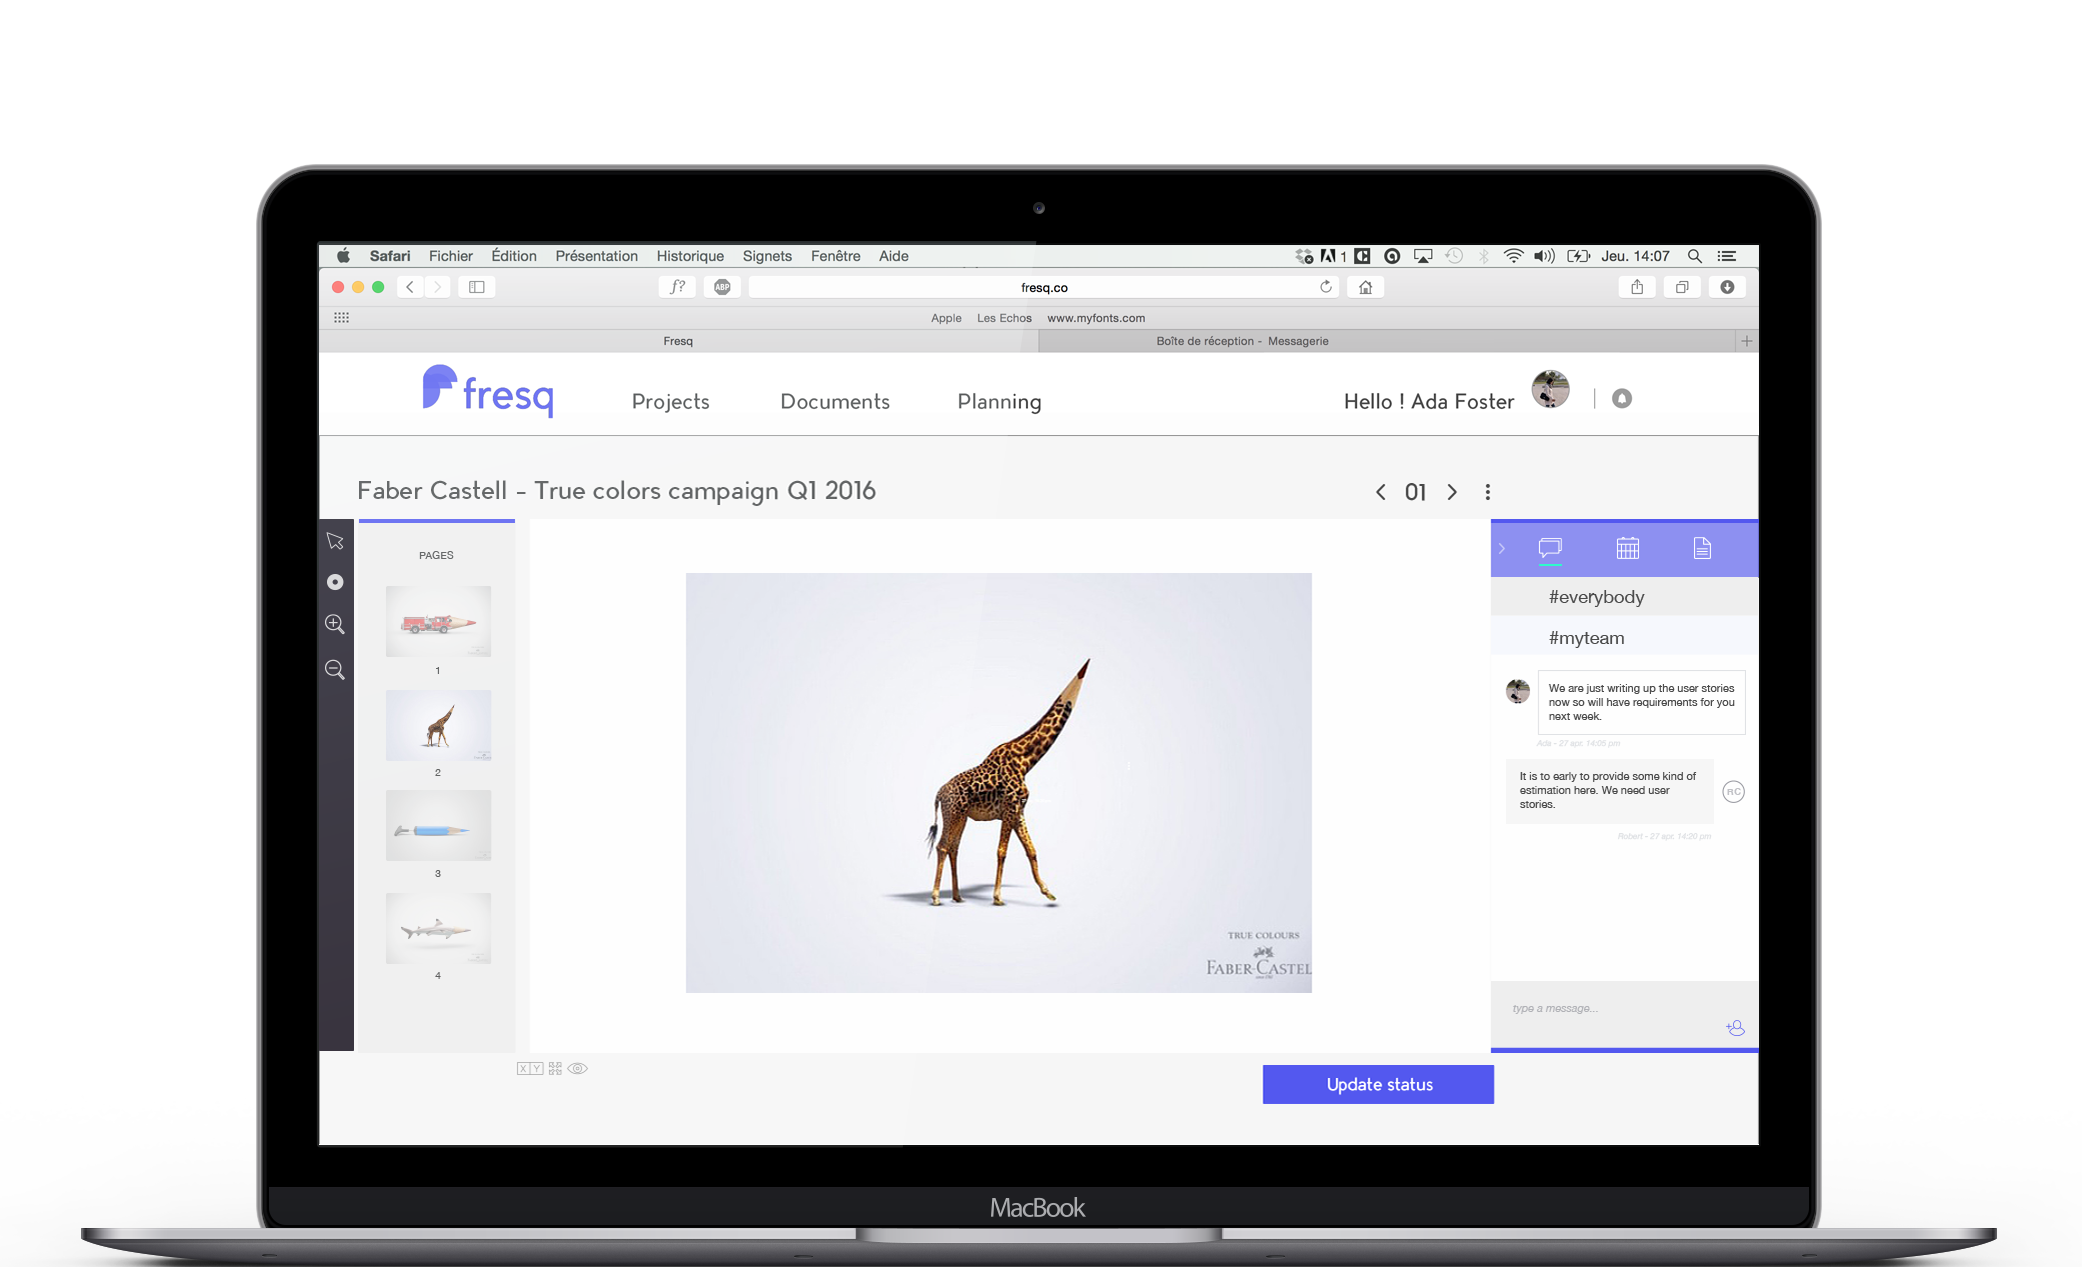 Safari Fichier Édition Présentation Historique Signets Fenêtre Aide 1 Jeu. 14:07
f? ABP fresq.co
Apple Les Echos www.myfonts.com
Fresq Boîte de réception - Messagerie
fresq Projects Documents Planning Hello ! Ada Foster
Faber Castell - True colors campaign Q1 2016 01
PAGES
1
2
3
4
TRUE COLOURS
FABER-CASTEL
#everybody
#myteam
We are just writing up the user stories
now so will have requirements for you
next week.
Ada - 27 apr, 14:05 pm
It is to early to provide some kind of
estimation here. We need user
stories.
RC
Robert - 27 apr, 14:20 pm
type a message...
X Y
Update status
MacBook